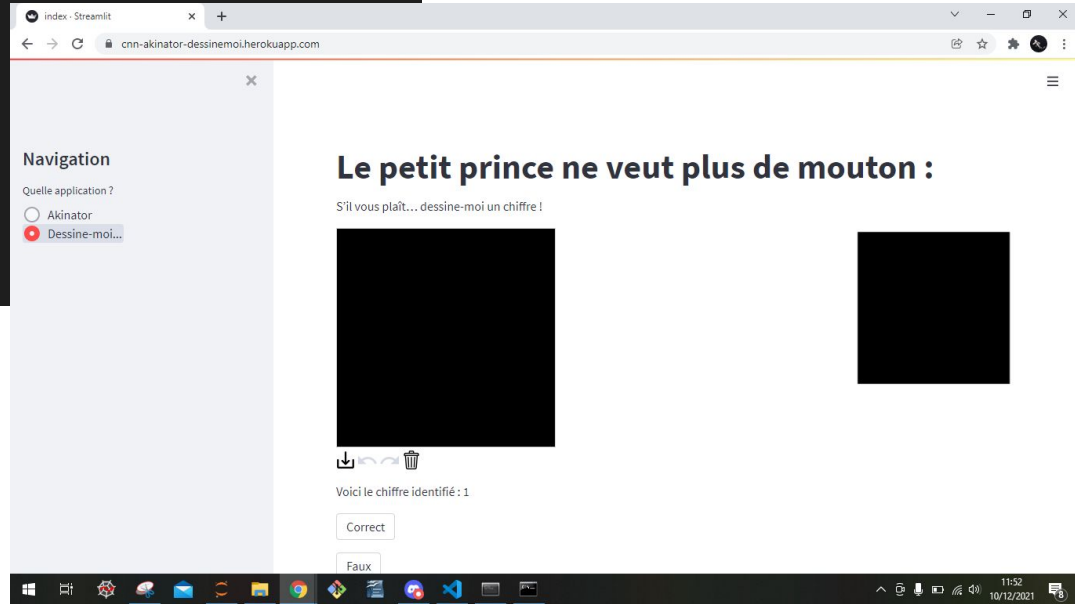 index · Streamlit
cnn-akinator-dessinemoi.herokuapp.com
Navigation
Quelle application ?
Akinator
Dessine-moi...
Le petit prince ne veut plus de mouton :
S'il vous plaît… dessine-moi un chiffre !
Voici le chiffre identifié : 1
Correct
Faux
11:52
10/12/2021
8